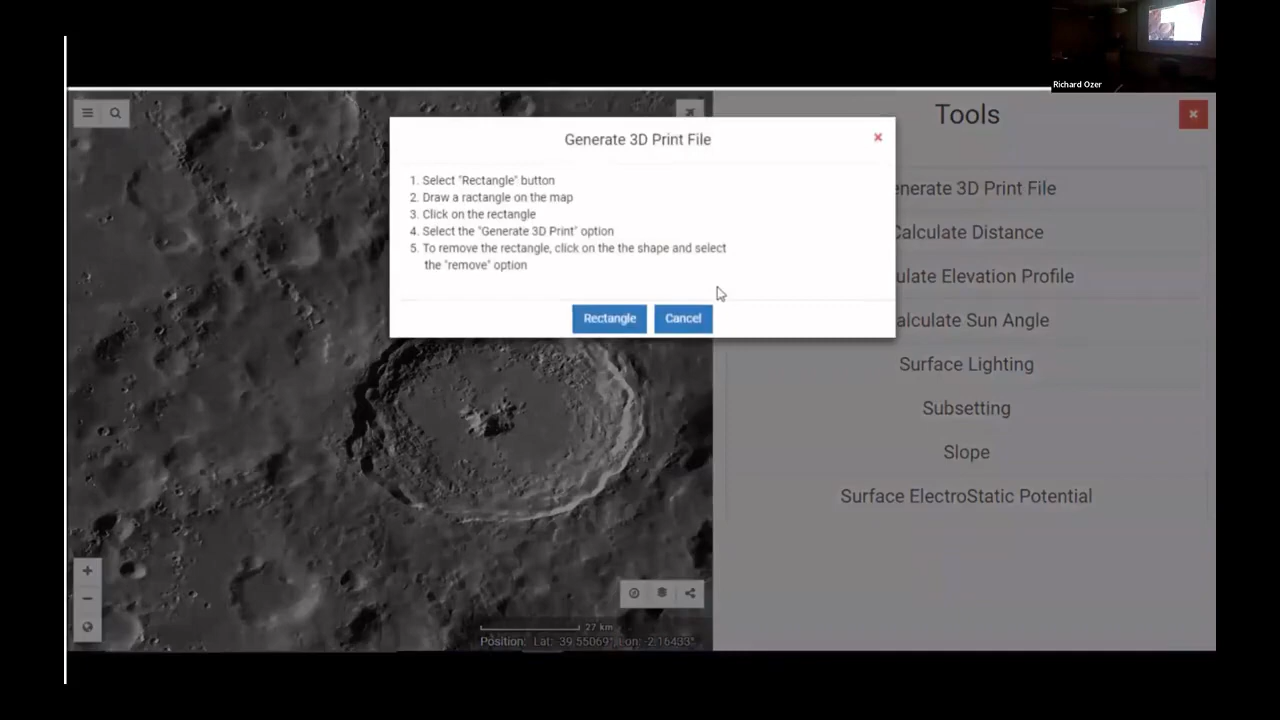 Richard Ozer
Tools
Generate 3D Print File
1. Select "Rectangle" button
2. Draw a ractangle on the map
3. Click on the rectangle
4. Select the "Generate 3D Print" option
5. To remove the rectangle, click on the the shape and select
the "remove" option
Rectangle
Cancel
enerate 3D Print File
Calculate Distance
ulate Elevation Profile
alculate Sun Angle
Surface Lighting
Subsetting
Slope
Surface ElectroStatic Potential
27 km
Position: Lat: 39.55069° Lon: -2.16433°